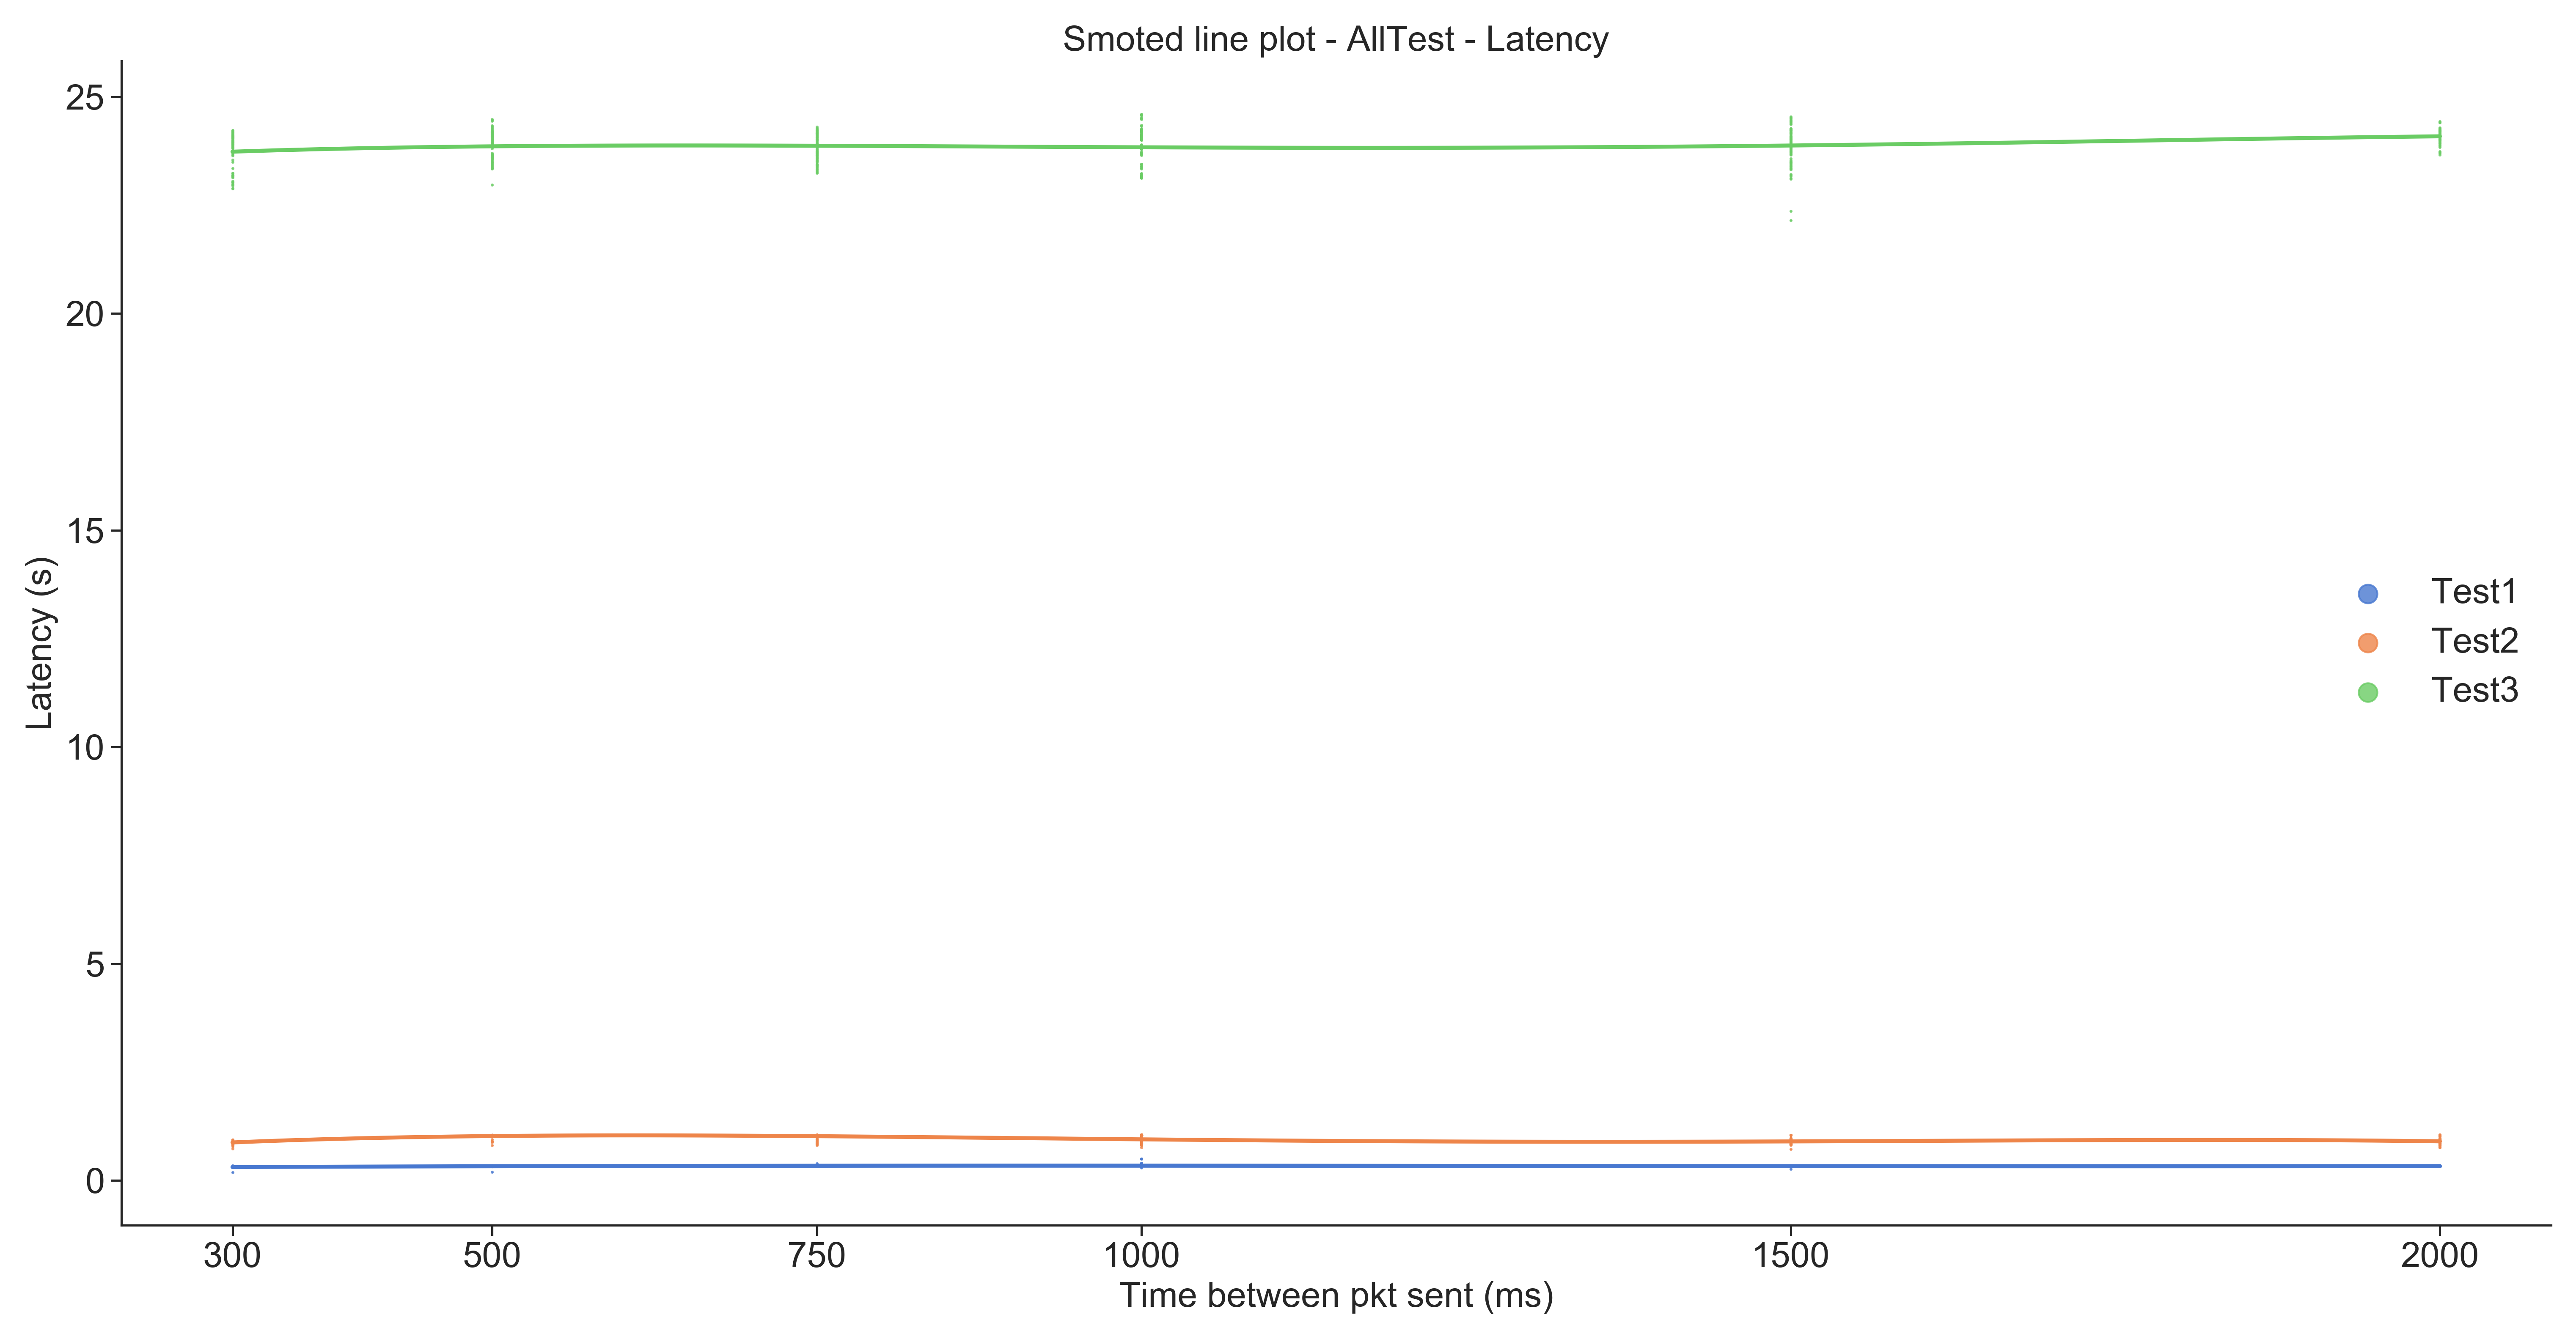 Smoted line plot - AllTest - Latency
25
20
15
10
5
0
Latency (s)
Test1
Test2
Test3
300 500 750 1000 1500 2000
Time between pkt sent (ms)